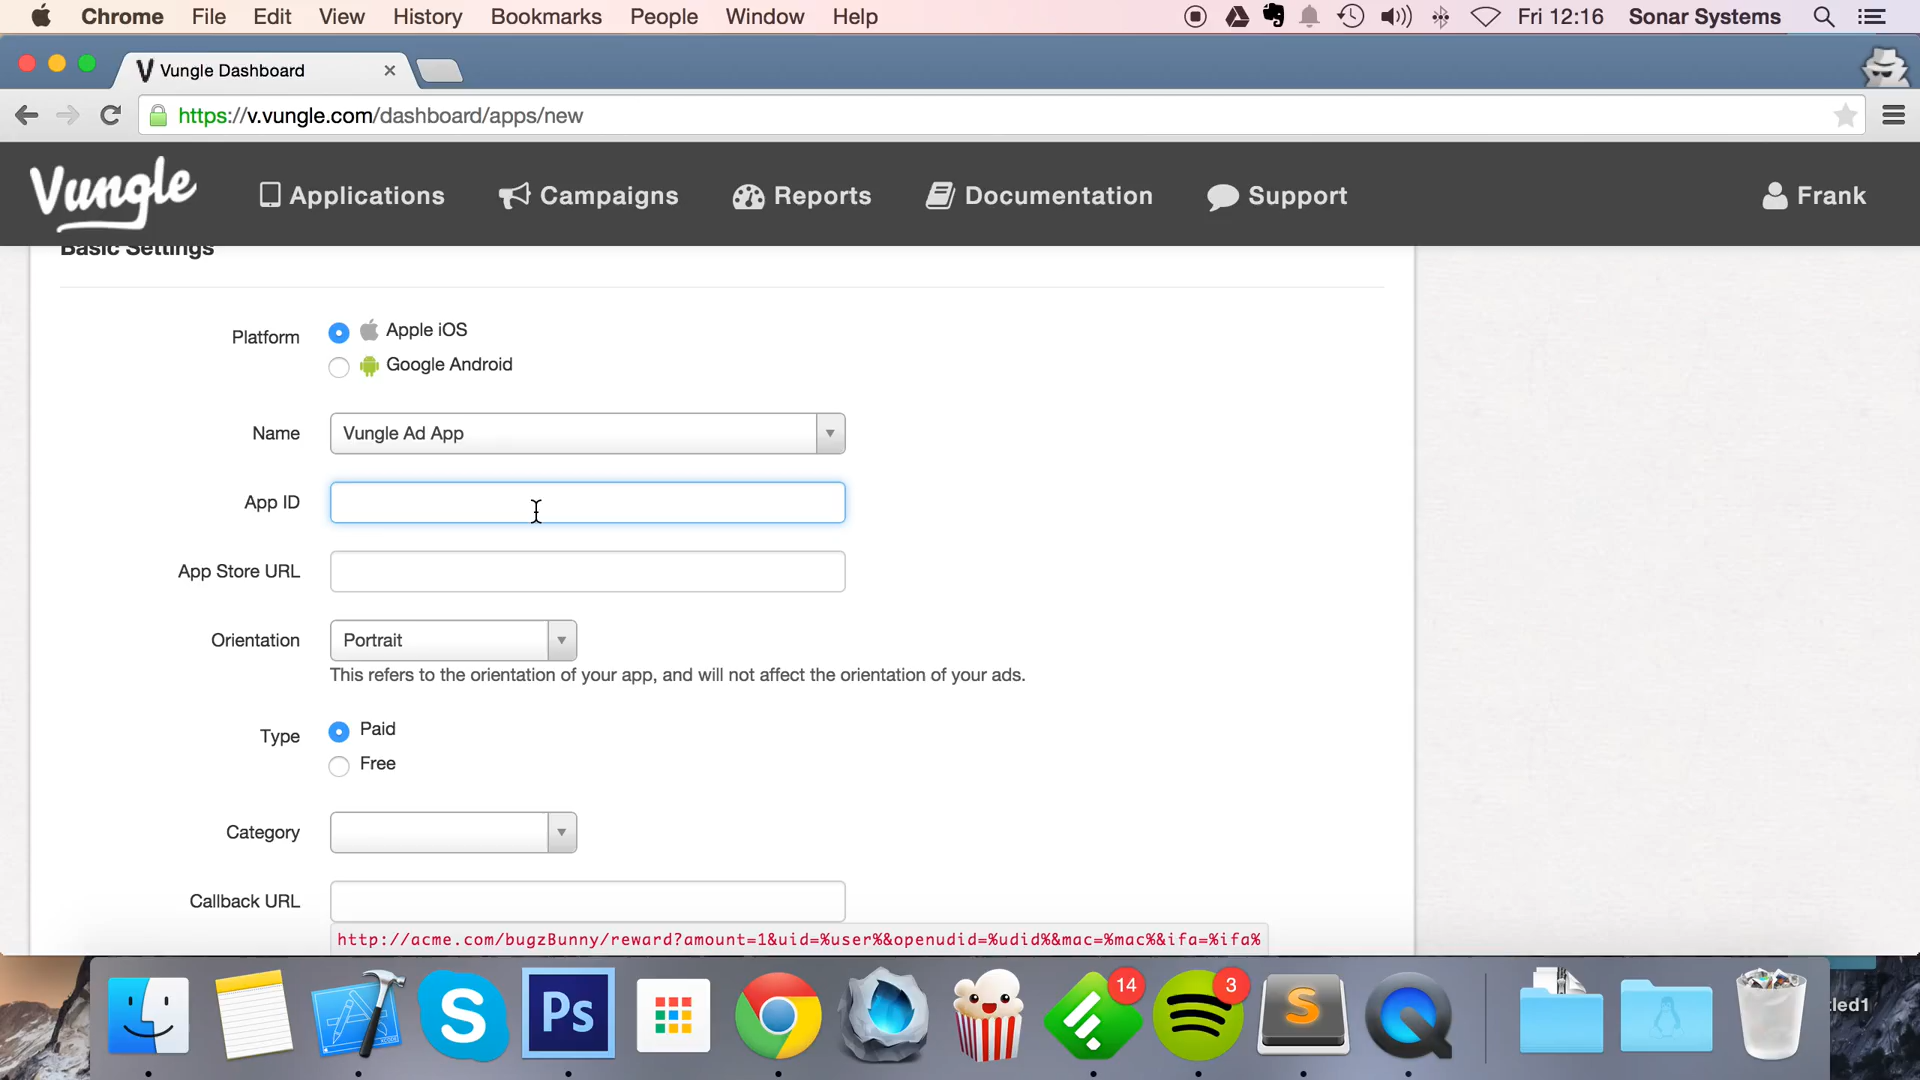 Chrome File Edit View History Bookmarks People Window Help Fri 12:16 Sonar Systems
Vungle Dashboard
https://v.vungle.com/dashboard/apps/new
Vungle Applications Campaigns Reports Documentation Support Frank
Basic Settings
Platform Apple iOS
Google Android
Name Vungle Ad App
App ID
App Store URL
Orientation Portrait
This refers to the orientation of your app, and will not affect the orientation of your ads.
Type Paid
Free
Category
Callback URL
http://acme.com/bugzBunny/reward?amount=1&uid=%user%&openudid=%udid%&mac=%mac%&ifa=%ifa%
14 3
Ps S tled1